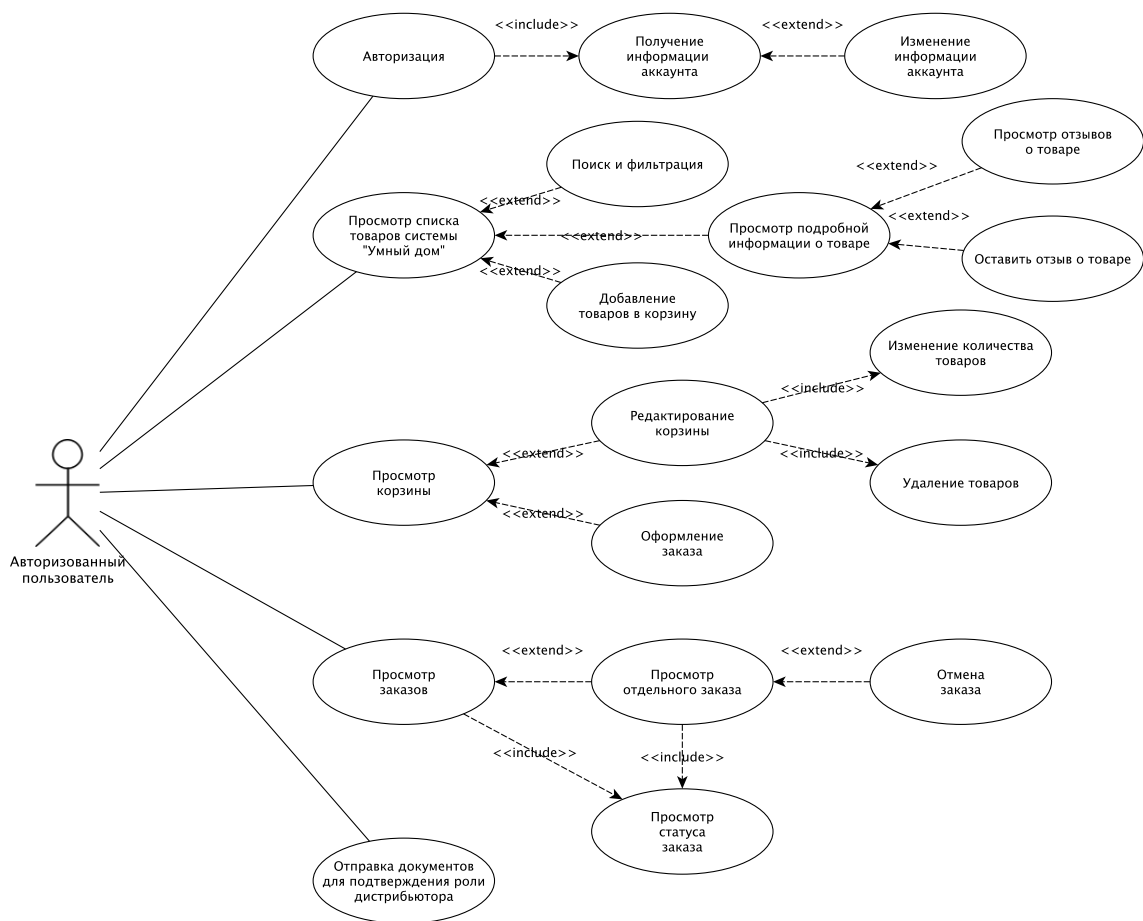 <<include>>
<<extend>>
Авторизация
Получение
информации
аккаунта
Изменение
информации
аккаунта
Поиск и фильтрация
<<extend>>
Просмотр отзывов
о товаре
<<extend>>
Просмотр списка
товаров системы
"Умный дом"
<<extend>>
Просмотр подробной
информации о товаре
<<extend>>
Оставить отзыв о товаре
<<extend>>
Добавление
товаров в корзину
Изменение количества
товаров
<<include>>
Редактирование
корзины
<<extend>>
<<include>>
Просмотр
корзины
Удаление товаров
<<extend>>
Оформление
заказа
Авторизованный
пользователь
<<extend>>
<<extend>>
Просмотр
заказов
Просмотр
отдельного заказа
Отмена
заказа
<<include>>
<<include>>
Просмотр
статуса
заказа
Отправка документов
для подтверждения роли
дистрибьютора